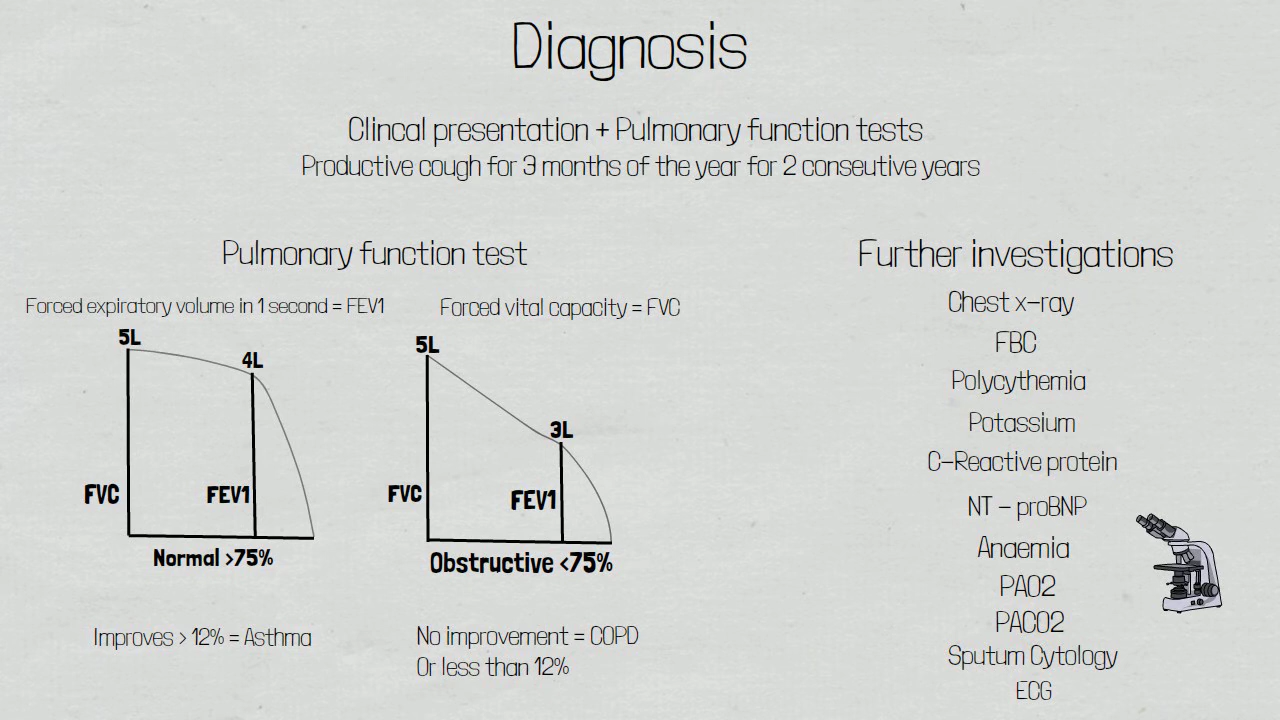 Diagnosis
Clincal presentation + Pulmonary function tests
Productive cough for 3 months of the year for 2 conseutive years
Pulmonary function test
Forced expiratory volume in 1 second = FEV1
Forced vital capacity = FVC
5L
4L
FVC
FEV1
Normal >75%
5L
3L
FVC
FEV1
Obstructive <75%
Improves > 12% = Asthma
No improvement = COPD
Or less than 12%
Further investigations
Chest x-ray
FBC
Polycythemia
Potassium
C-Reactive protein
NT - proBNP
Anaemia
PAO2
PACO2
Sputum Cytology
ECG